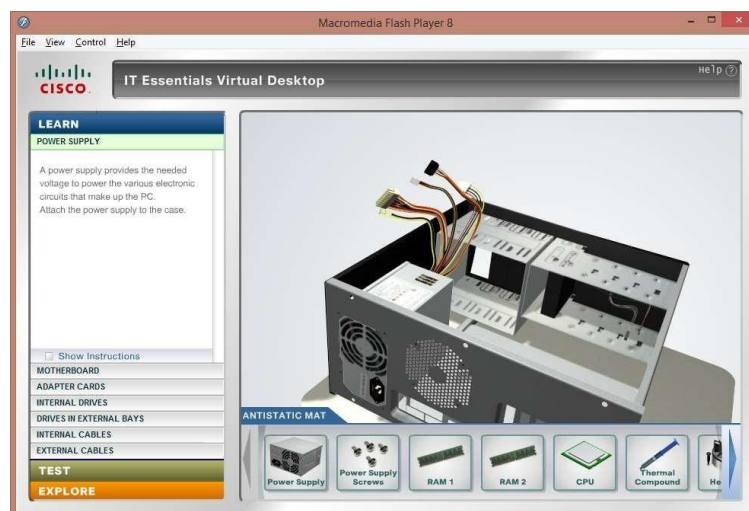 Macromedia Flash Player 8
File View Control Help
CISCO
IT Essentials Virtual Desktop
Help ?
LEARN
POWER SUPPLY
A power supply provides the needed
voltage to power the various electronic
circuits that make up the PC.
Attach the power supply to the case.
Show Instructions
MOTHERBOARD
ADAPTER CARDS
INTERNAL DRIVES
DRIVES IN EXTERNAL BAYS
INTERNAL CABLES
EXTERNAL CABLES
TEST
EXPLORE
ANTISTATIC MAT
Power Supply
Power Supply
Screws
RAM 1
RAM 2
CPU
Thermal
Compound
He